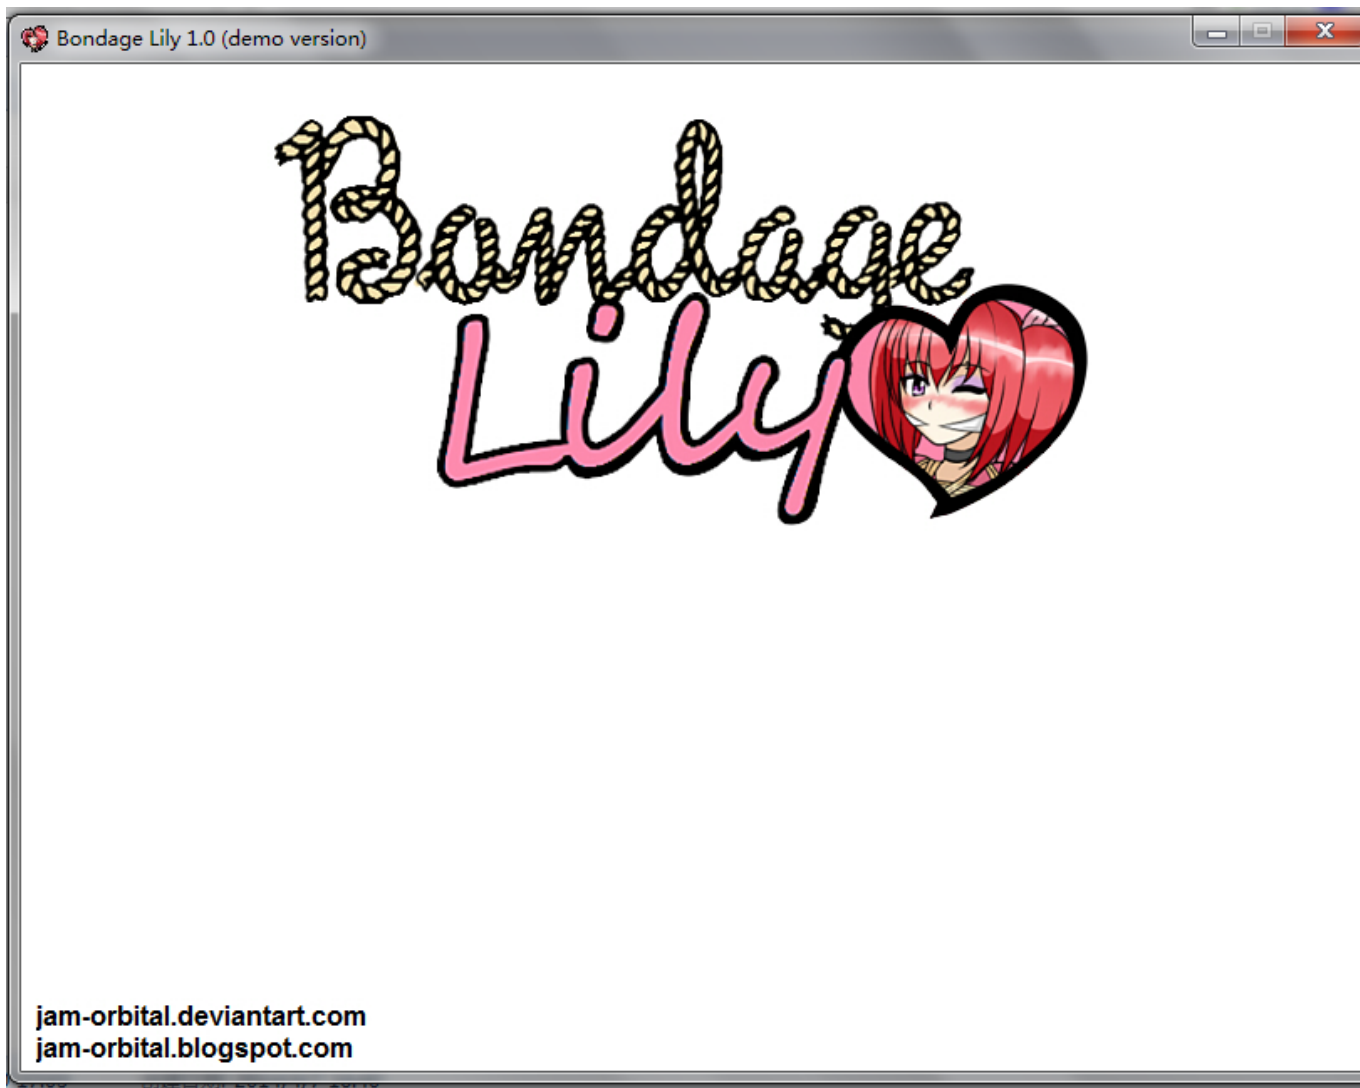 Bondage Lily 1.0 (demo version)
Bondage
Lily
jam-orbital.deviantart.com
jam-orbital.blogspot.com